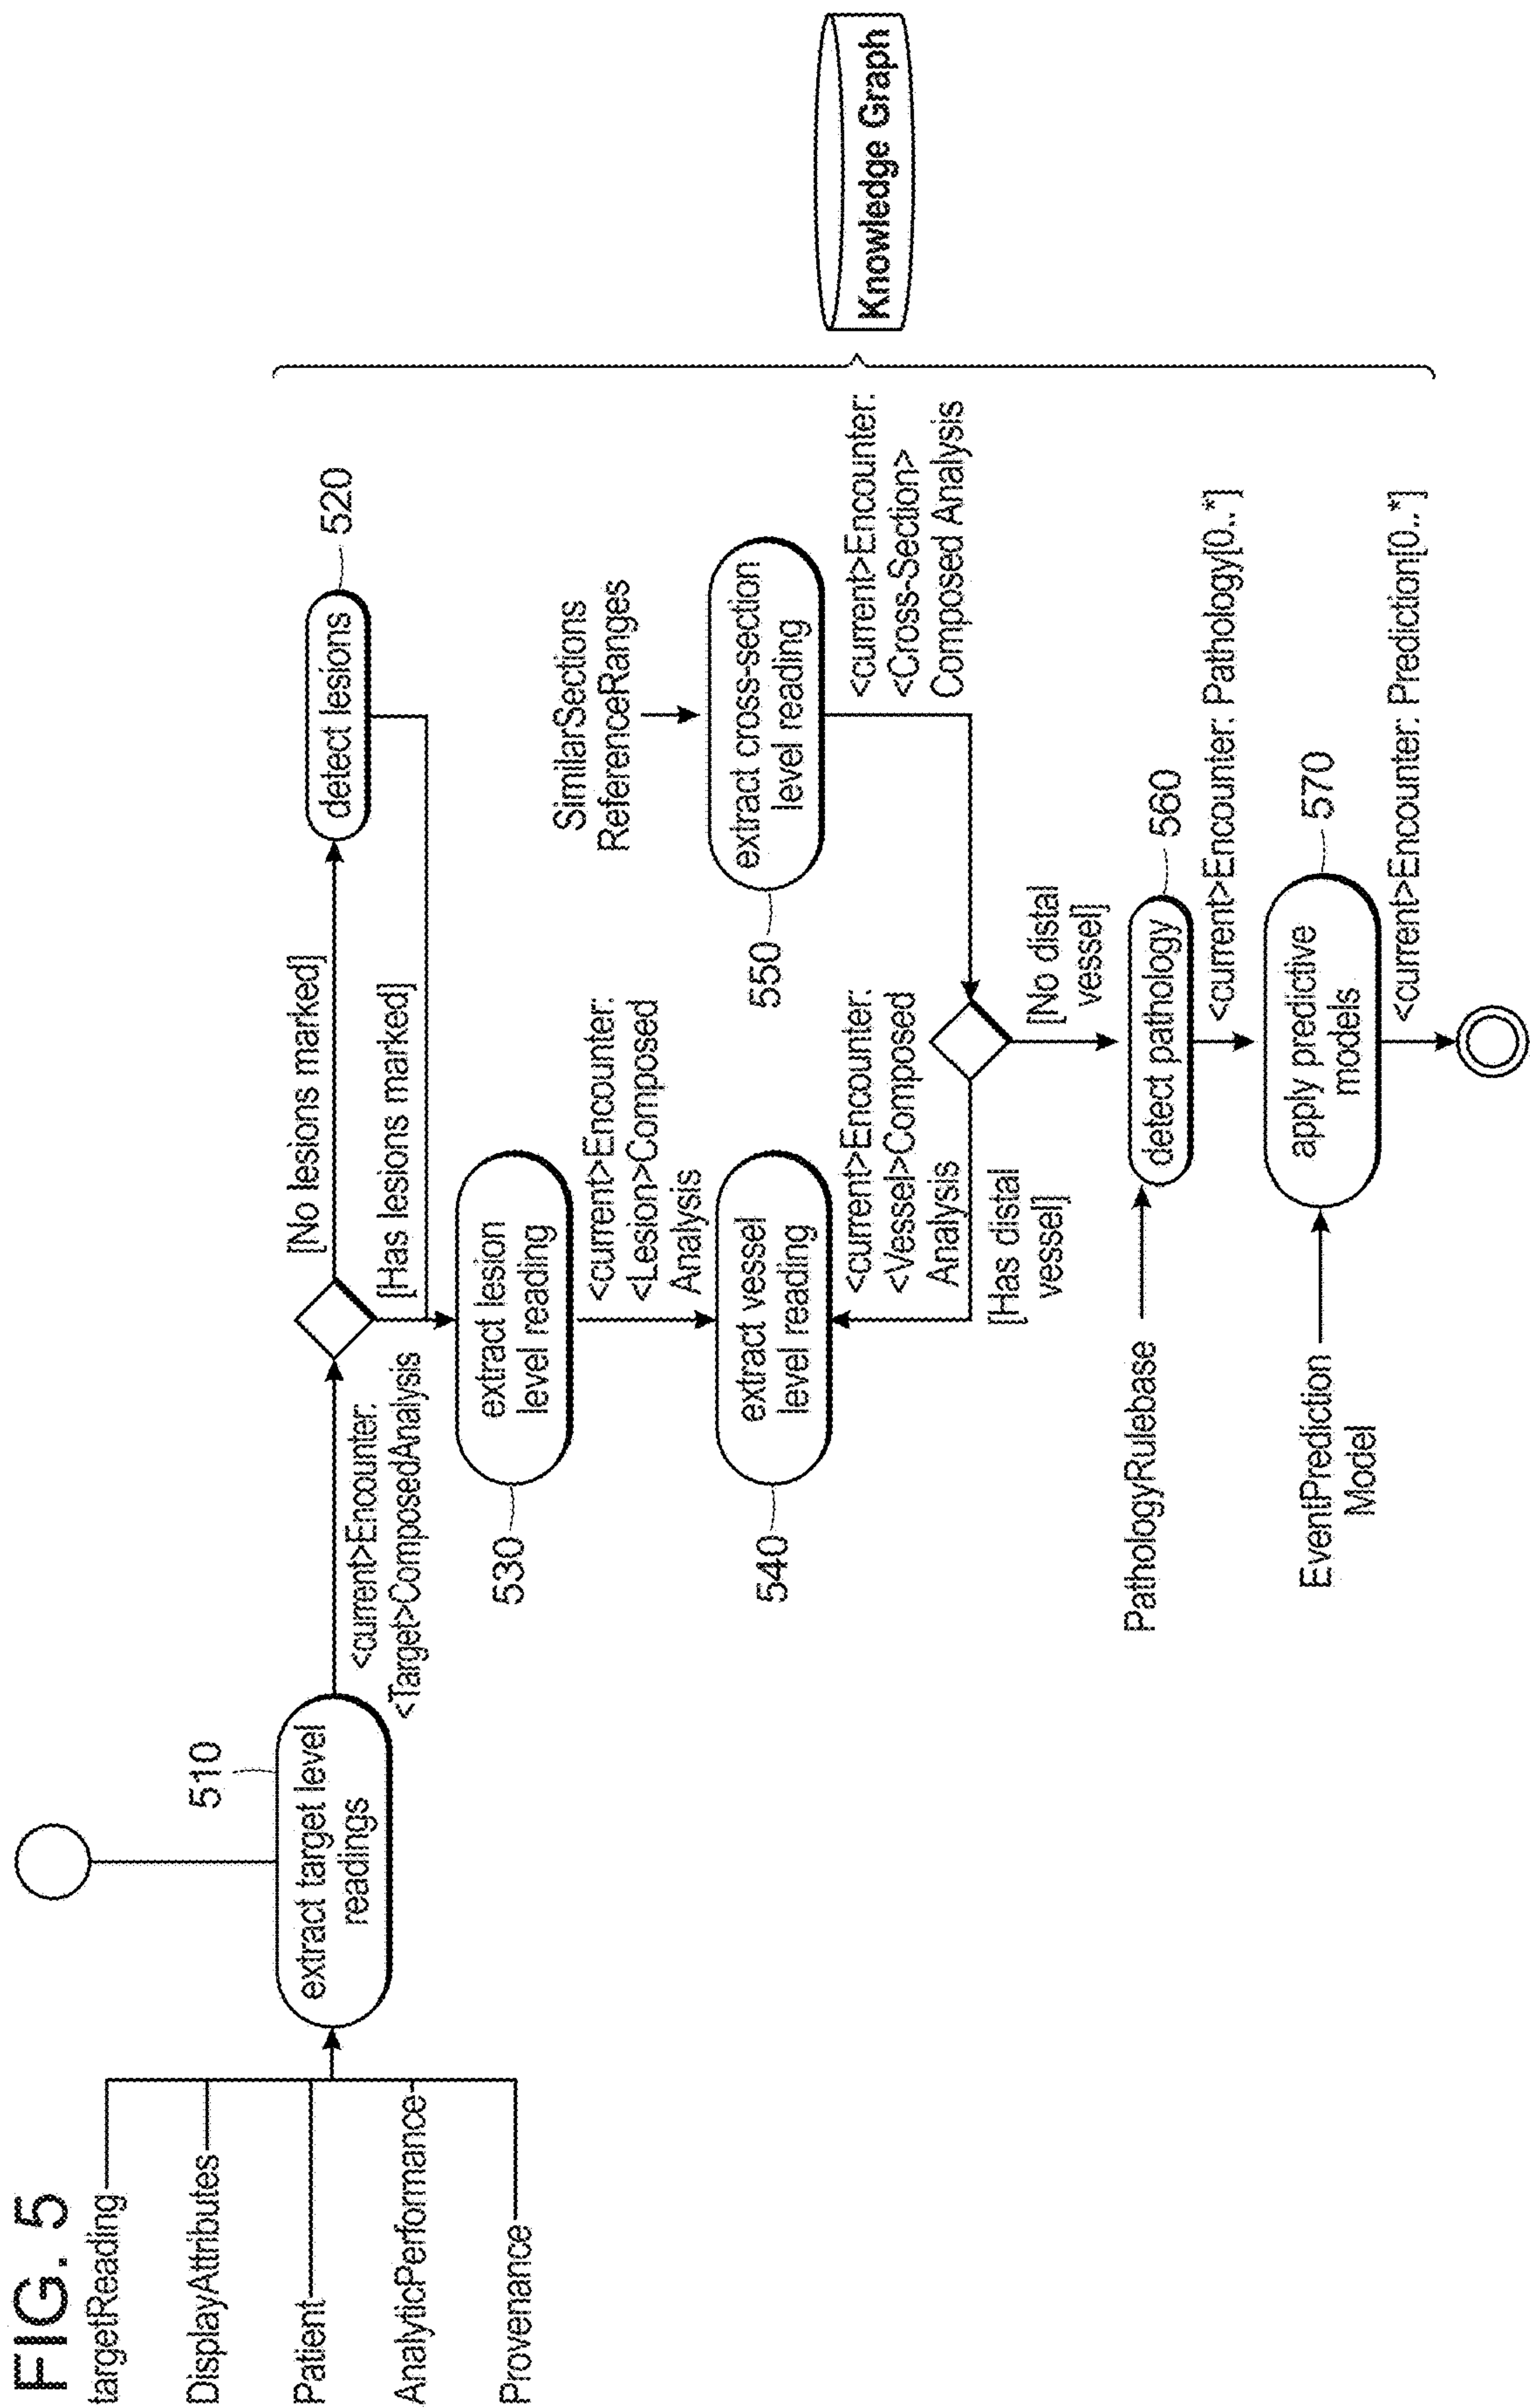 FIG. 5
targetReading
DisplayAttributes
Patient
AnalyticPerformance
Provenance
510
extract target level
readings
<current>Encounter:
<Target>ComposedAnalysis
[No lesions marked]
[Has lesions marked]
detect lesions
520
extract lesion
level reading
530
<current>Encounter:
<Lesion>Composed
Analysis
extract vessel
level reading
540
SimilarSections
ReferenceRanges
extract cross-section
level reading
550
<current>Encounter:
<Cross-Section>
Composed Analysis
<current>Encounter:
<Vessel>Composed
Analysis
[Has distal
vessel]
[No distal
vessel]
PathologyRulebase
detect pathology
560
<current>Encounter: Pathology[0..*]
EventPrediction
Model
apply predictive
models
570
<current>Encounter: Prediction[0..*]
Knowledge Graph